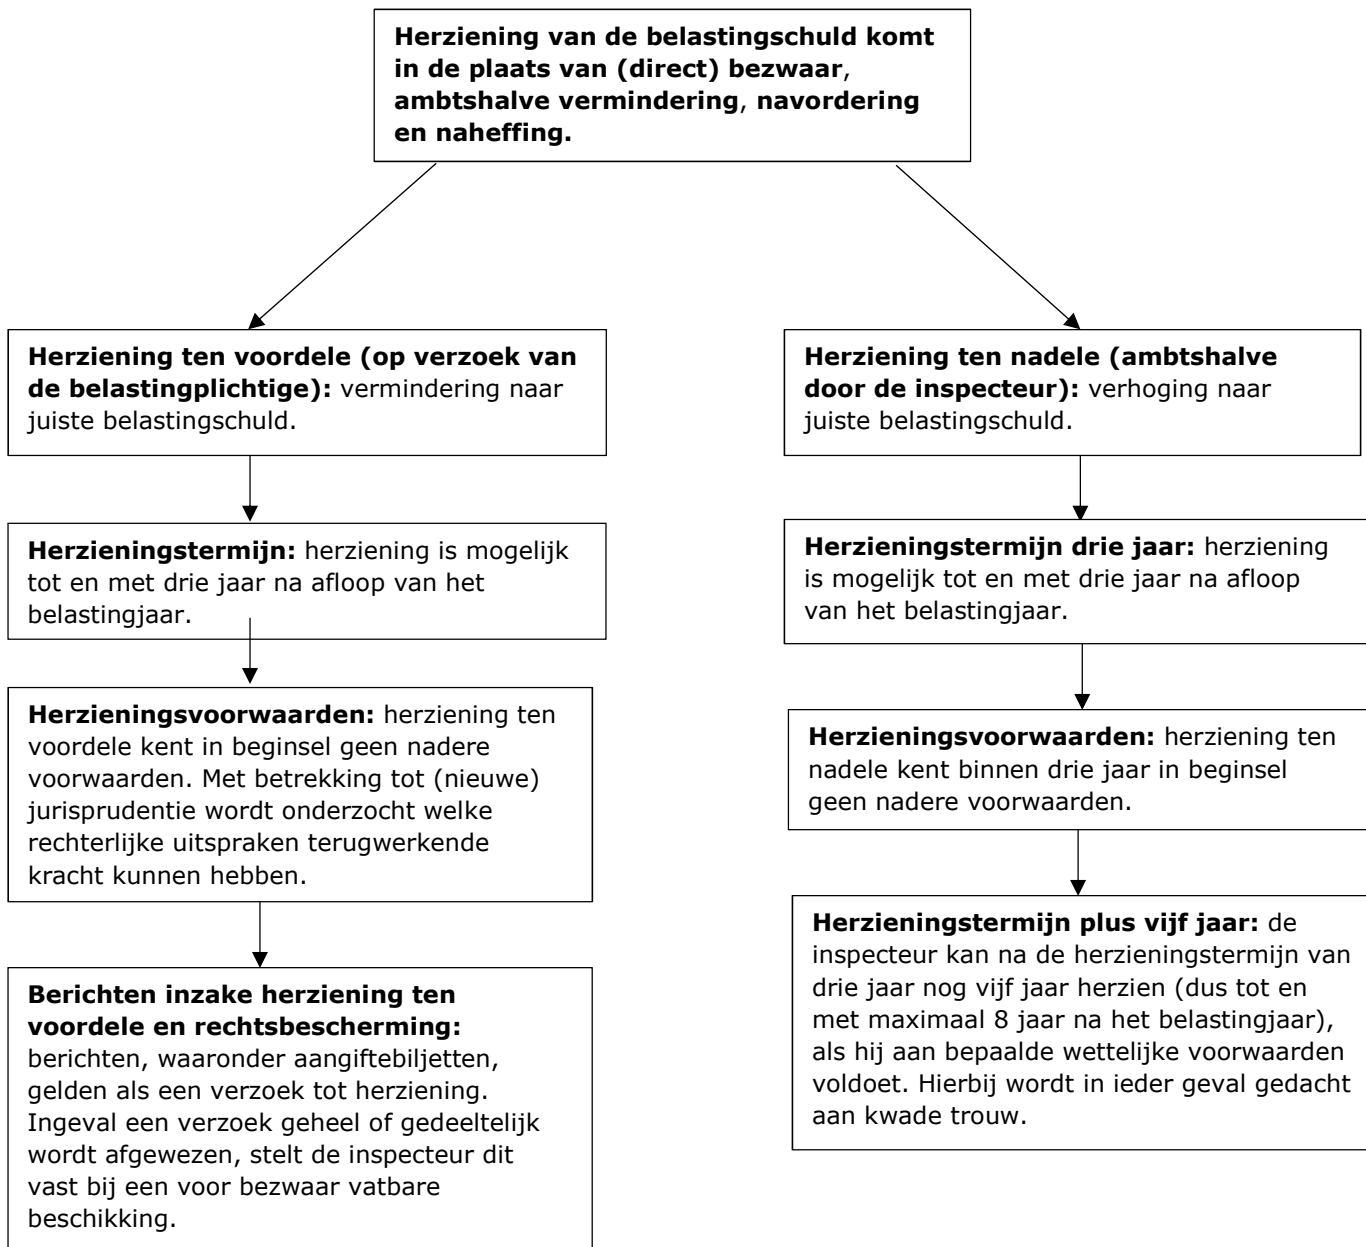 Herziening van de belastingschuld komt
in de plaats van (direct) bezwaar,
ambtshalve vermindering, navordering
en naheffing.
Herziening ten voordele (op verzoek van
de belastingplichtige): vermindering naar
juiste belastingschuld.
Herzieningstermijn: herziening is mogelijk
tot en met drie jaar na afloop van het
belastingjaar.
Herzieningsvoorwaarden: herziening ten
voordele kent in beginsel geen nadere
voorwaarden. Met betrekking tot (nieuwe)
jurisprudentie wordt onderzocht welke
rechterlijke uitspraken terugwerkende
kracht kunnen hebben.
Berichten inzake herziening ten
voordele en rechtsbescherming:
berichten, waaronder aangiftebiljetten,
gelden als een verzoek tot herziening.
Ingeval een verzoek geheel of gedeeltelijk
wordt afgewezen, stelt de inspecteur dit
vast bij een voor bezwaar vatbare
beschikking.
Herziening ten nadele (ambtshalve
door de inspecteur): verhoging naar
juiste belastingschuld.
Herzieningstermijn drie jaar: herziening
is mogelijk tot en met drie jaar na afloop
van het belastingjaar.
Herzieningsvoorwaarden: herziening ten
nadele kent binnen drie jaar in beginsel
geen nadere voorwaarden.
Herzieningstermijn plus vijf jaar: de
inspecteur kan na de herzieningstermijn van
drie jaar nog vijf jaar herzien (dus tot en
met maximaal 8 jaar na het belastingjaar),
als hij aan bepaalde wettelijke voorwaarden
voldoet. Hierbij wordt in ieder geval gedacht
aan kwade trouw.